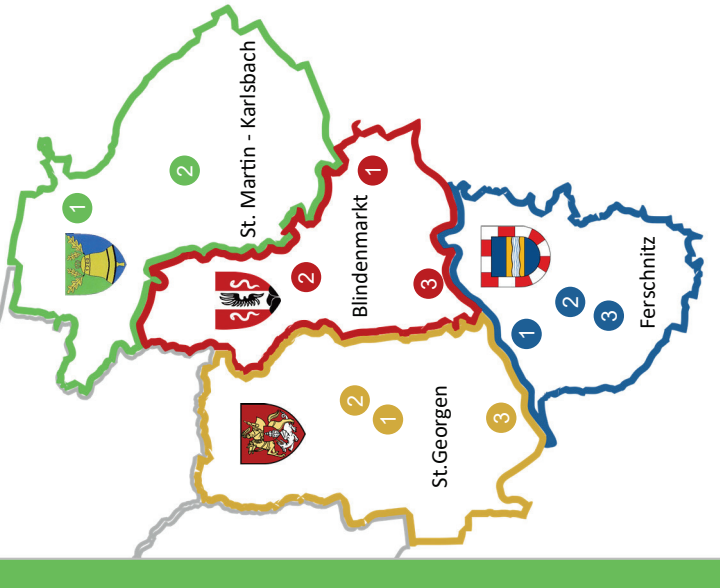 1
2
St. Martin - Karlsbach
2
Blindenmarkt
1
3
2
1
St.Georgen
3
1
2
3
Ferschnitz